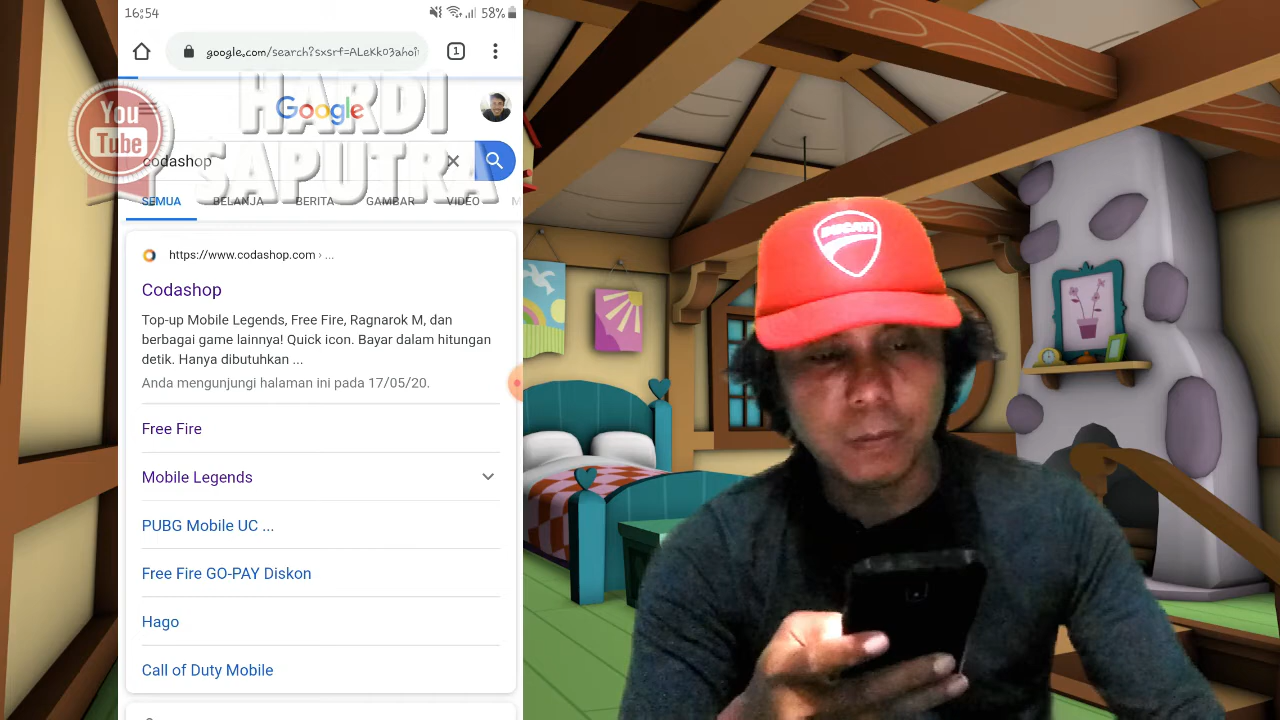 16:54
58%
google.com/search?sxsrf=ALeKk03ahoi
1
YouTube
HARDI SAPUTRA
Google
codashop
SEMUA BELANJA BERITA GAMBAR VIDEO
https://www.codashop.com › ...
Codashop
Top-up Mobile Legends, Free Fire, Ragnarok M, dan
berbagai game lainnya! Quick icon. Bayar dalam hitungan
detik. Hanya dibutuhkan ...
Anda mengunjungi halaman ini pada 17/05/20.
Free Fire
Mobile Legends
PUBG Mobile UC ...
Free Fire GO-PAY Diskon
Hago
Call of Duty Mobile
DUCATI